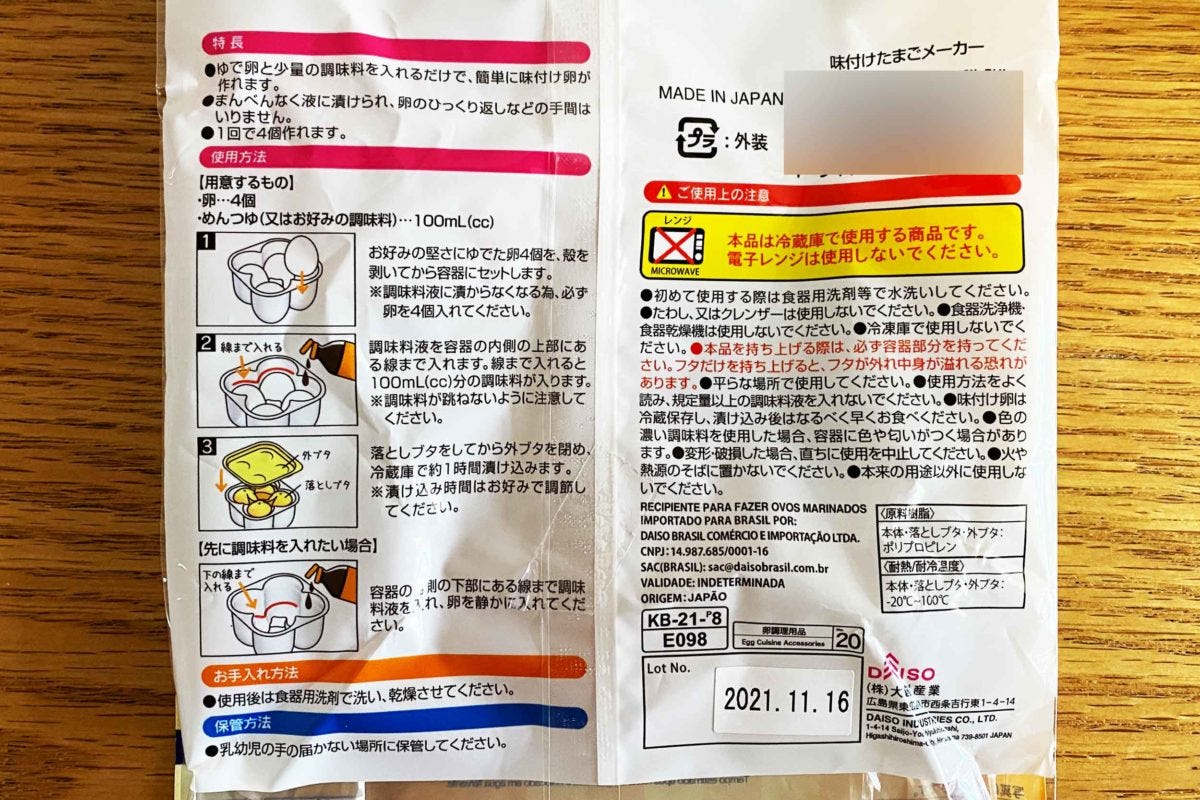 特長
●ゆで卵と少量の調味料を入れるだけで、簡単に味付け卵が
作れます。
●まんべんなく液に漬けられ、卵のひっくり返しなどの手間は
いりません。
●1回で4個作れます。
使用方法
【用意するもの】
・卵…4個
・めんつゆ(又はお好みの調味料)…100mL(cc)
1
お好みの堅さにゆでた卵4個を、殻を
剥いてから容器にセットします。
※調味料液に漬からなくなる為、必ず
卵を4個入れてください。
2
線まで入れる
調味料液を容器の内側の上部にあ
る線まで入れます。線まで入れると
100mL(cc)分の調味料が入ります。
※調味料が跳ねないように注意して
ください。
3
外ブタ
落としブタ
落としブタをしてから外ブタを閉め、
冷蔵庫で約1時間漬け込みます。
※漬け込み時間はお好みで調節し
てください。
【先に調味料を入れたい場合】
下の線まで
入れる
容器の 側の下部にある線まで調味
料液を入れ、卵を静かに入れてくだ
さい。
お手入れ方法
●使用後は食器用洗剤で洗い、乾燥させてください。
保管方法
●乳幼児の手の届かない場所に保管してください。
味付けたまごメーカー
MADE IN JAPAN
プラ:外装
ご使用上の注意
レンジ
MICROWAVE
本品は冷蔵庫で使用する商品です。
電子レンジは使用しないでください。
●初めて使用する際は食器用洗剤等で水洗いしてください。
●たわし、又はクレンザーは使用しないでください。●食器洗浄機・
食器乾燥機は使用しないでください。●冷凍庫で使用しないでく
ださい。●本品を持ち上げる際は、必ず容器部分を持ってくだ
さい。フタだけを持ち上げると、フタが外れ中身が溢れる恐れが
あります。●平らな場所で使用してください。●使用方法をよく
読み、規定量以上の調味料液を入れないでください。●味付け卵は
冷蔵保存し、漬け込み後はなるべく早くお食べください。●色の
濃い調味料を使用した場合、容器に色や匂いがつく場合があり
ます。●変形・破損した場合、直ちに使用を中止してください。●火や
熱源のそばに置かないでください。●本来の用途以外に使用しな
いでください。
RECIPIENTE PARA FAZER OVOS MARINADOS
IMPORTADO PARA BRASIL POR:
DAISO BRASIL COMÉRCIO E IMPORTAÇÃO LTDA.
CNPJ: 14.987.685/0001-16
SAC(BRASIL): sac@daisobrasil.com.br
VALIDADE: INDETERMINADA
ORIGEM: JAPÃO
〈原料樹脂〉
本体・落としブタ・外ブタ:
ポリプロピレン
〈耐熱/耐冷温度〉
本体・落としブタ・外ブタ:
-20℃~100℃
KB-21-P8
E098
卵調理用品
Egg Cuisine Accessories
No.
20
Lot No.
2021.11.16
DAISO
(株)大 産業
広島県東 市西条吉行東1-4-14
DAISO INDUSTRIES CO., LTD.
1-4-14 Saijo-Yoshiyukihigashi,
Higashihiroshima-city, Hiroshima 739-8501 JAPAN